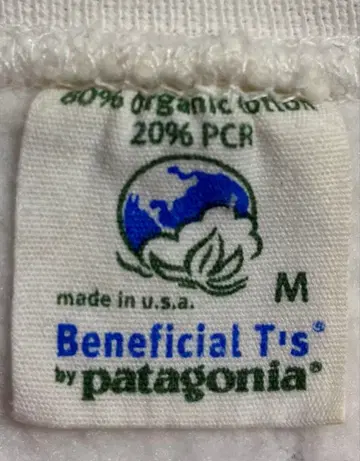 80% organic cotton
20% PCR
made in u.s.a.
M
Beneficial T's®
by patagonia®